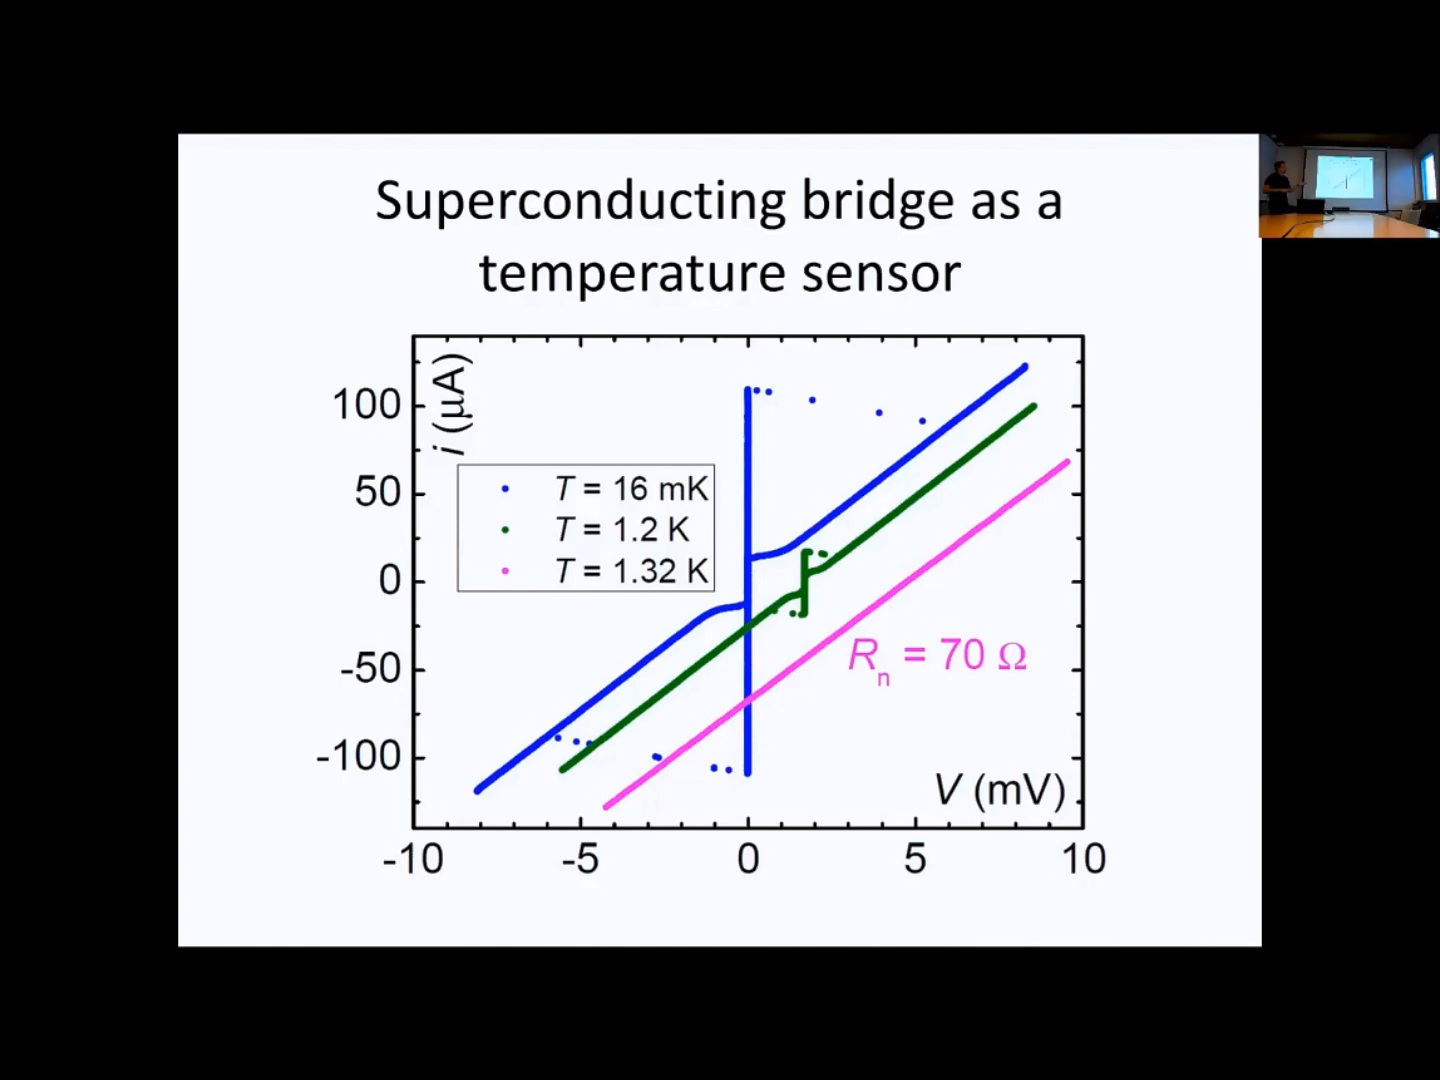 Superconducting bridge as a
temperature sensor
i (μA)
100
50
0
-50
-100
T = 16 mK
T = 1.2 K
T = 1.32 K
Rn = 70 Ω
V (mV)
-10 -5 0 5 10